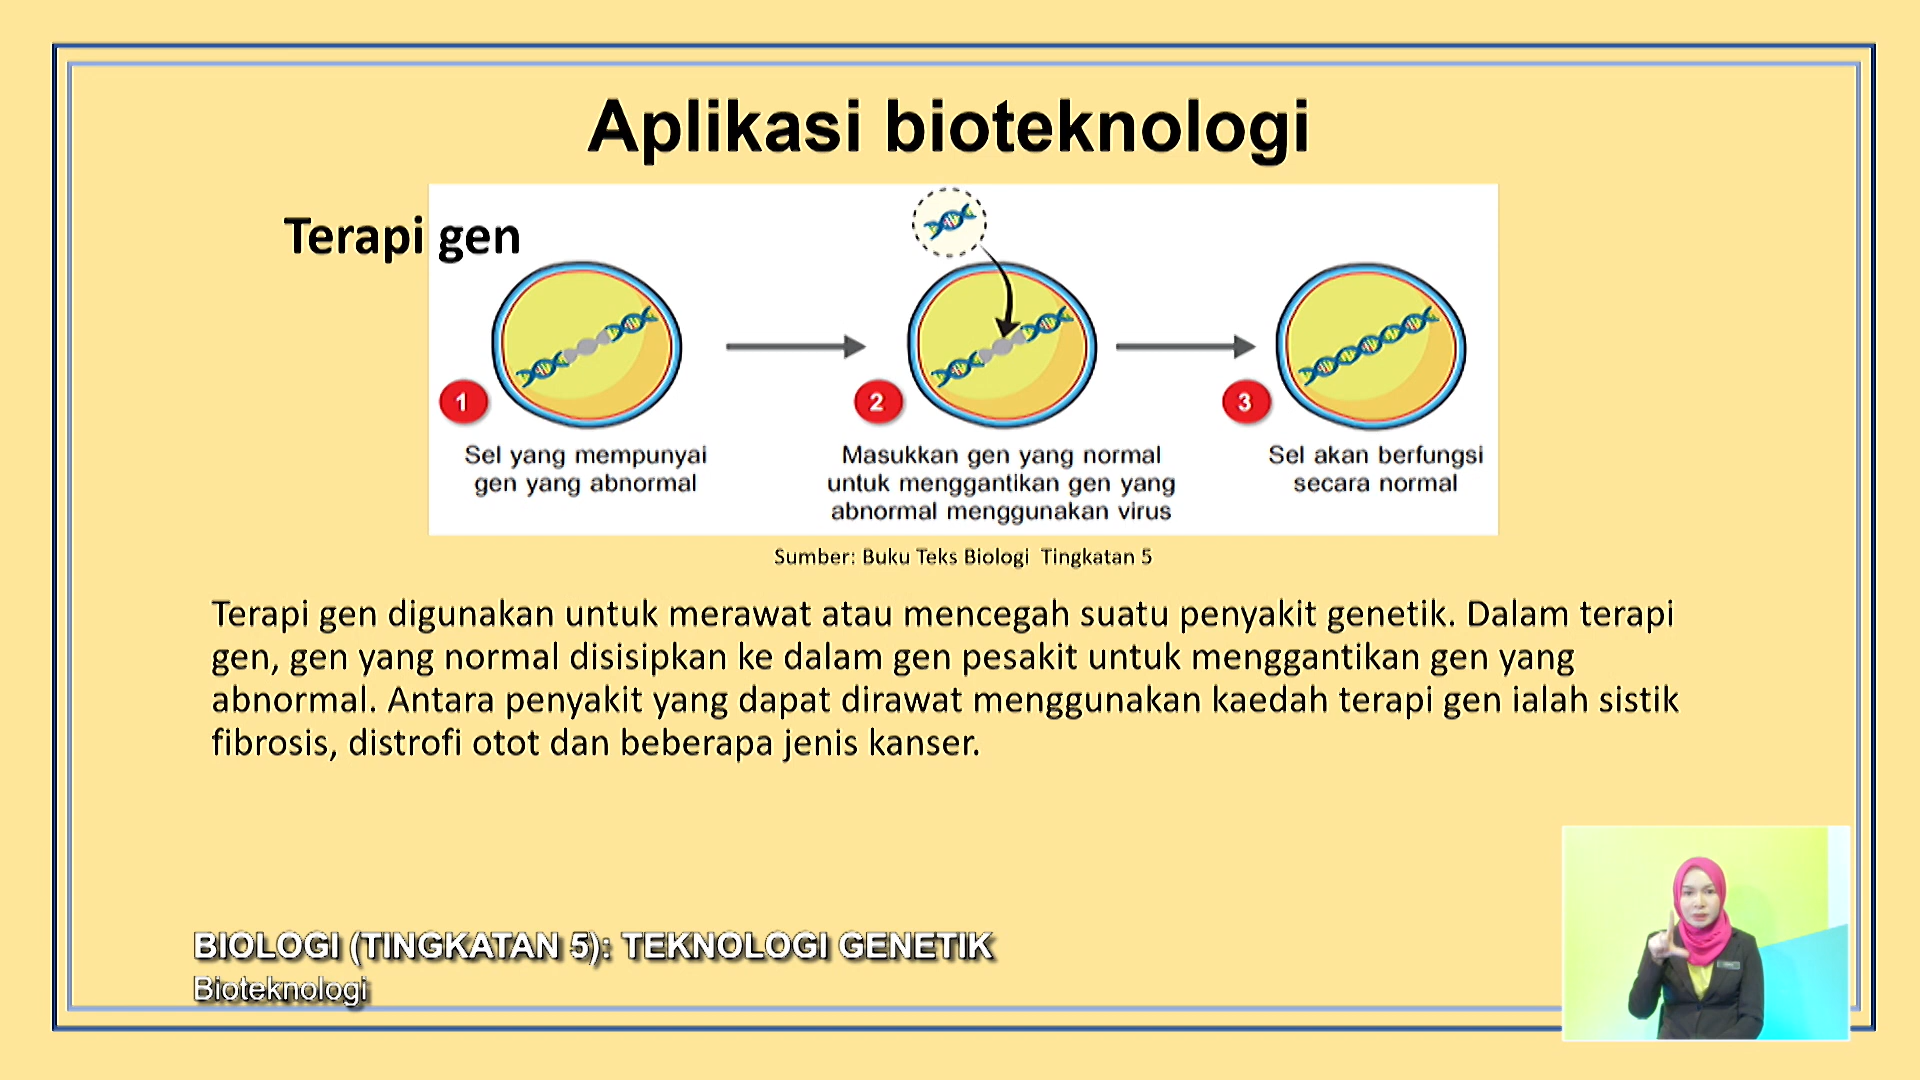 Aplikasi bioteknologi
Terapi gen
1
Sel yang mempunyai
gen yang abnormal
2
Masukkan gen yang normal
untuk menggantikan gen yang
abnormal menggunakan virus
3
Sel akan berfungsi
secara normal
Sumber: Buku Teks Biologi Tingkatan 5
Terapi gen digunakan untuk merawat atau mencegah suatu penyakit genetik. Dalam terapi
gen, gen yang normal disisipkan ke dalam gen pesakit untuk menggantikan gen yang
abnormal. Antara penyakit yang dapat dirawat menggunakan kaedah terapi gen ialah sistik
fibrosis, distrofi otot dan beberapa jenis kanser.
BIOLOGI (TINGKATAN 5): TEKNOLOGI GENETIK
Bioteknologi